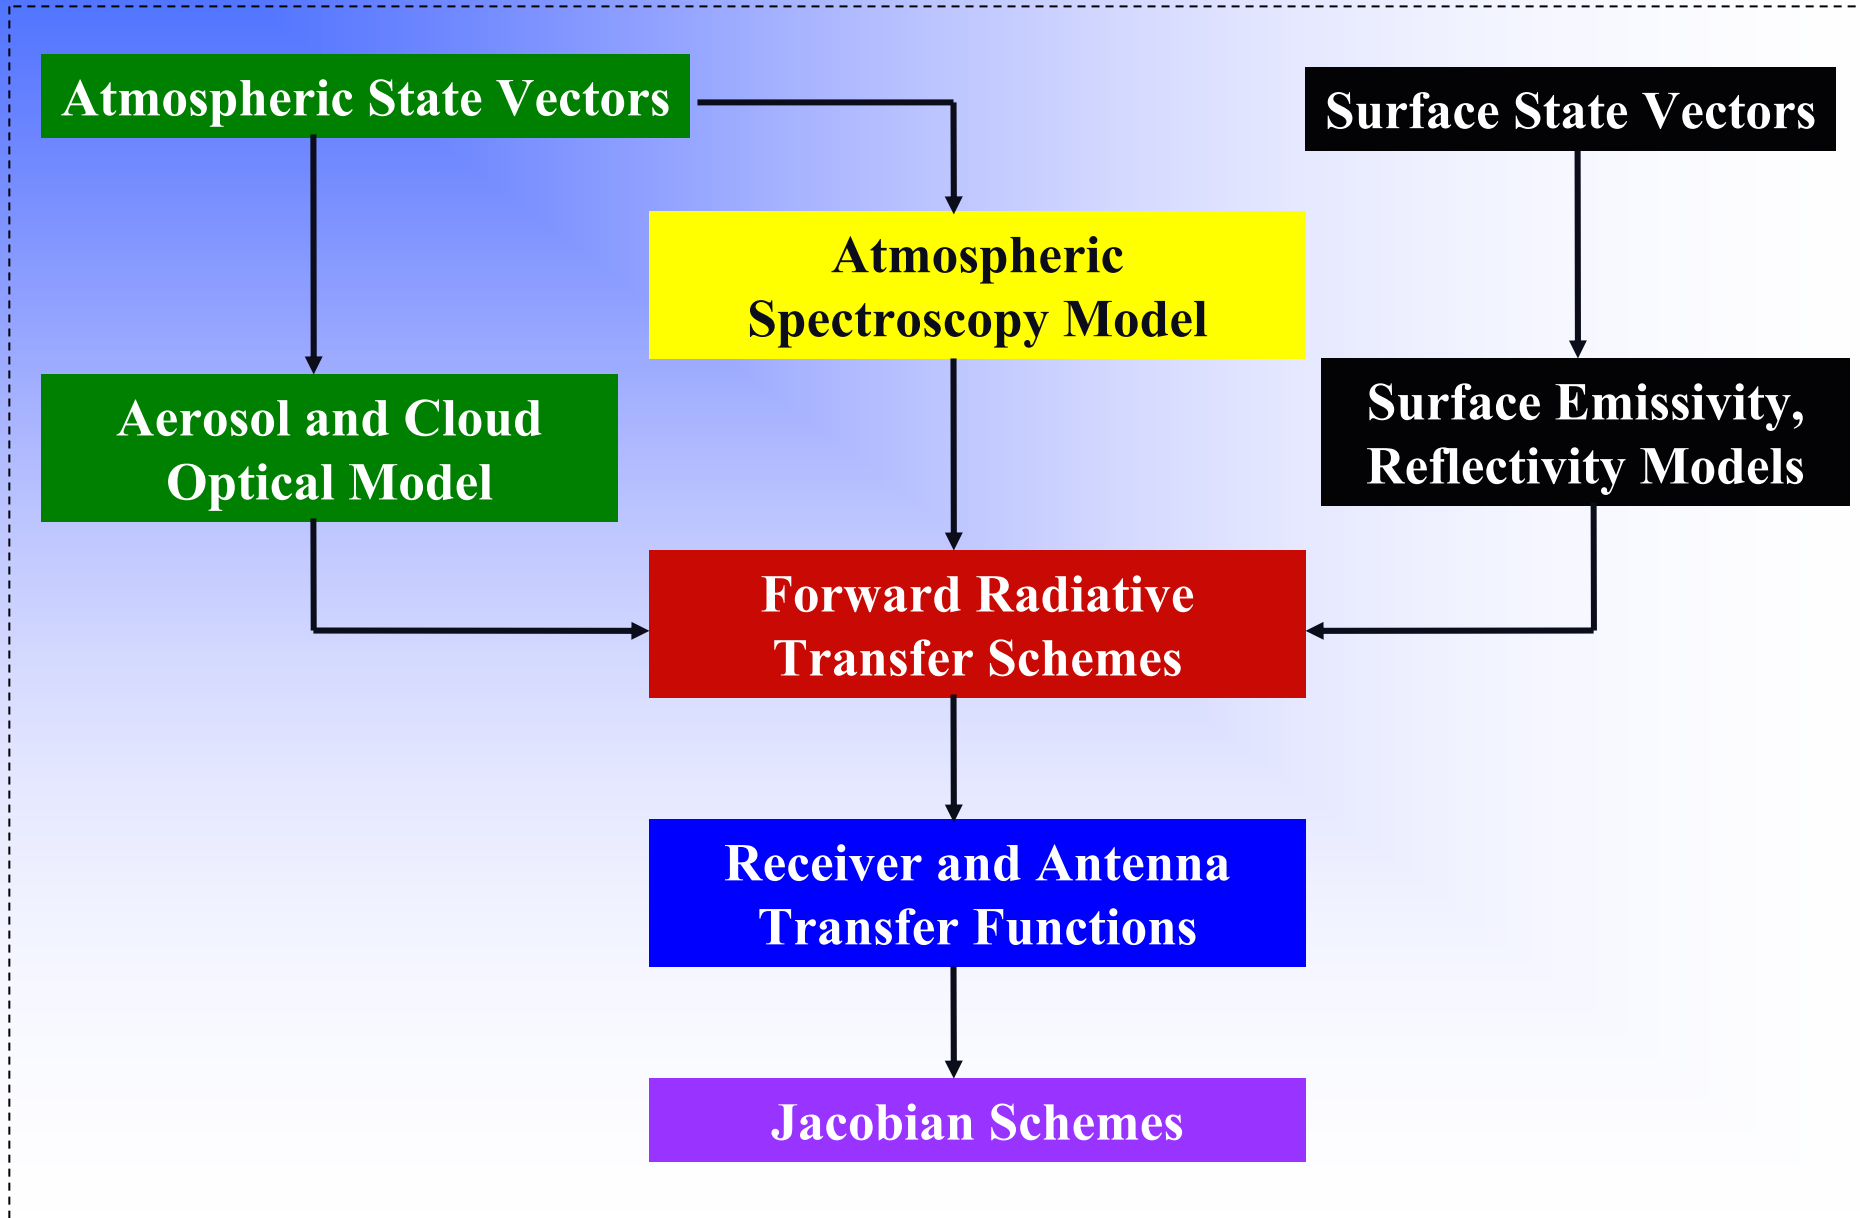 Atmospheric State Vectors
Surface State Vectors
Atmospheric
Spectroscopy Model
Aerosol and Cloud
Optical Model
Surface Emissivity,
Reflectivity Models
Forward Radiative
Transfer Schemes
Receiver and Antenna
Transfer Functions
Jacobian Schemes